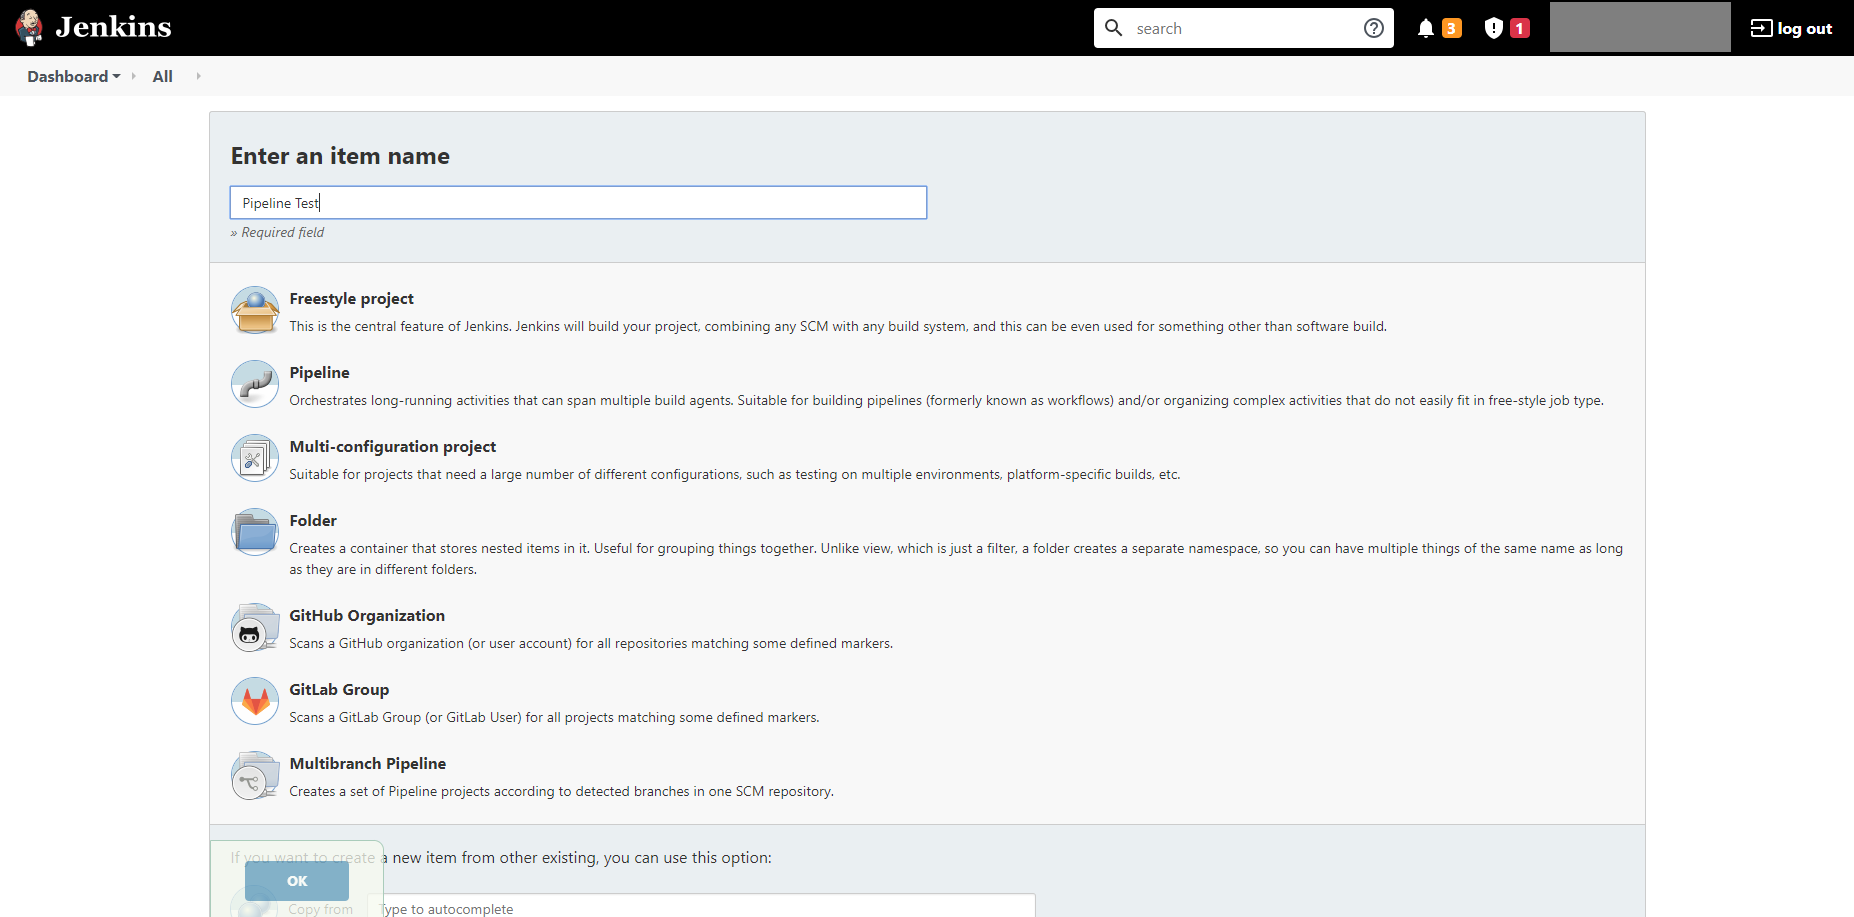 Jenkins
search
3
1
log out
Dashboard
All
Enter an item name
Pipeline Test
» Required field
Freestyle project
This is the central feature of Jenkins. Jenkins will build your project, combining any SCM with any build system, and this can be even used for something other than software build.
Pipeline
Orchestrates long-running activities that can span multiple build agents. Suitable for building pipelines (formerly known as workflows) and/or organizing complex activities that do not easily fit in free-style job type.
Multi-configuration project
Suitable for projects that need a large number of different configurations, such as testing on multiple environments, platform-specific builds, etc.
Folder
Creates a container that stores nested items in it. Useful for grouping things together. Unlike view, which is just a filter, a folder creates a separate namespace, so you can have multiple things of the same name as long
as they are in different folders.
GitHub Organization
Scans a GitHub organization (or user account) for all repositories matching some defined markers.
GitLab Group
Scans a GitLab Group (or GitLab User) for all projects matching some defined markers.
Multibranch Pipeline
Creates a set of Pipeline projects according to detected branches in one SCM repository.
If you want to create a new item from other existing, you can use this option:
OK
Copy from
Type to autocomplete